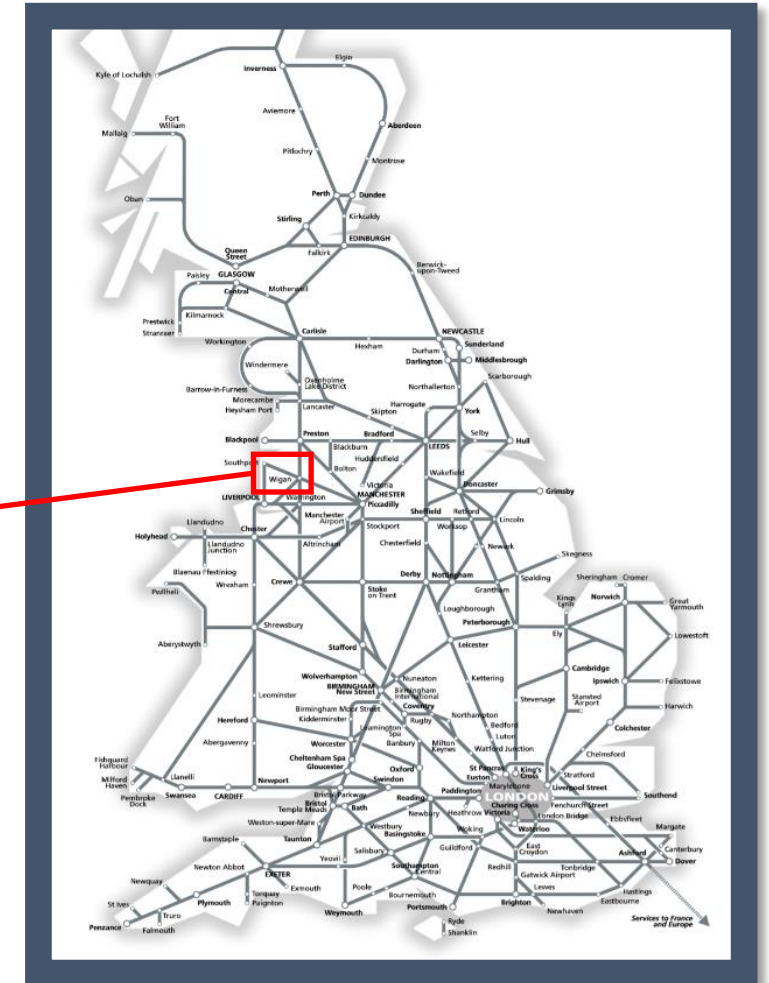 Elgin
Inverness
Kyle of Lochalsh
Aviemore
Fort
William
Aberdeen
Mallaig
Pitlochry
Montrose
Perth
Dundee
Oban
Stirling
Kirkcaldy
EDINBURGH
Queen
Street
Falkirk
Berwick-
upon-Tweed
Paisley
GLASGOW
Central
Motherwell
Prestwick
Kilmarnock
Stranraer
Carlisle
NEWCASTLE
Workington
Hexham
Sunderland
Durham
Darlington
Middlesbrough
Windermere
Scarborough
Oxenholme
Lake District
Barrow-in-Furness
Northallerton
Morecambe
Heysham Port
Lancaster
Harrogate
Skipton
York
Blackpool
Preston
Bradford
Selby
Hull
Blackburn
LEEDS
Huddersfield
Southport
Bolton
Wakefield
Wigan
Victoria
MANCHESTER
Piccadilly
Doncaster
Grimsby
LIVERPOOL
Warrington
Manchester
Airport
Sheffield
Retford
Lincoln
Llandudno
Stockport
Worksop
Holyhead
Chester
Llandudno
Junction
Altrincham
Chesterfield
Newark
Skegness
Blaenau Ffestiniog
Wrexham
Crewe
Stoke
on Trent
Derby
Nottingham
Spalding
Sheringham
Cromer
Pwllheli
Grantham
Kings
Lynn
Norwich
Great
Yarmouth
Loughborough
Shrewsbury
Peterborough
Ely
Lowestoft
Aberystwyth
Stafford
Leicester
Wolverhampton
Nuneaton
Kettering
Cambridge
BIRMINGHAM
New Street
Birmingham
International
Ipswich
Felixstowe
Leominster
Stevenage
Stansted
Airport
Birmingham Moor Street
Coventry
Harwich
Kidderminster
Rugby
Northampton
Hereford
Leamington
Spa
Bedford
Colchester
Abergavenny
Worcester
Banbury
Milton
Keynes
Luton
Watford Junction
Chelmsford
Cheltenham Spa
Gloucester
Fishguard
Harbour
Oxford
St Pancras
Euston
King's
Cross
Stratford
Milford
Haven
Llanelli
Swindon
Marylebone
Liverpool Street
Pembroke
Dock
Swansea
CARDIFF
Newport
Bristol Parkway
Reading
Paddington
LONDON
Southend
Bristol
Temple Meads
Bath
Newbury
Heathrow
Victoria
Charing Cross
Fenchurch Street
Weston-super-Mare
London Bridge
Ebbsfleet
Westbury
Basingstoke
Woking
Waterloo
Margate
Barnstaple
Taunton
Salisbury
Guildford
East
Croydon
Canterbury
Yeovil
Tonbridge
Ashford
Dover
Newton Abbot
EXETER
Southampton
Central
Redhill
Gatwick Airport
Newquay
Exmouth
Poole
Lewes
Hastings
Torquay
Paignton
Bournemouth
Eastbourne
St Ives
Plymouth
Portsmouth
Brighton
Newhaven
Truro
Weymouth
Services to France
and Europe
Penzance
Falmouth
Ryde
Shanklin